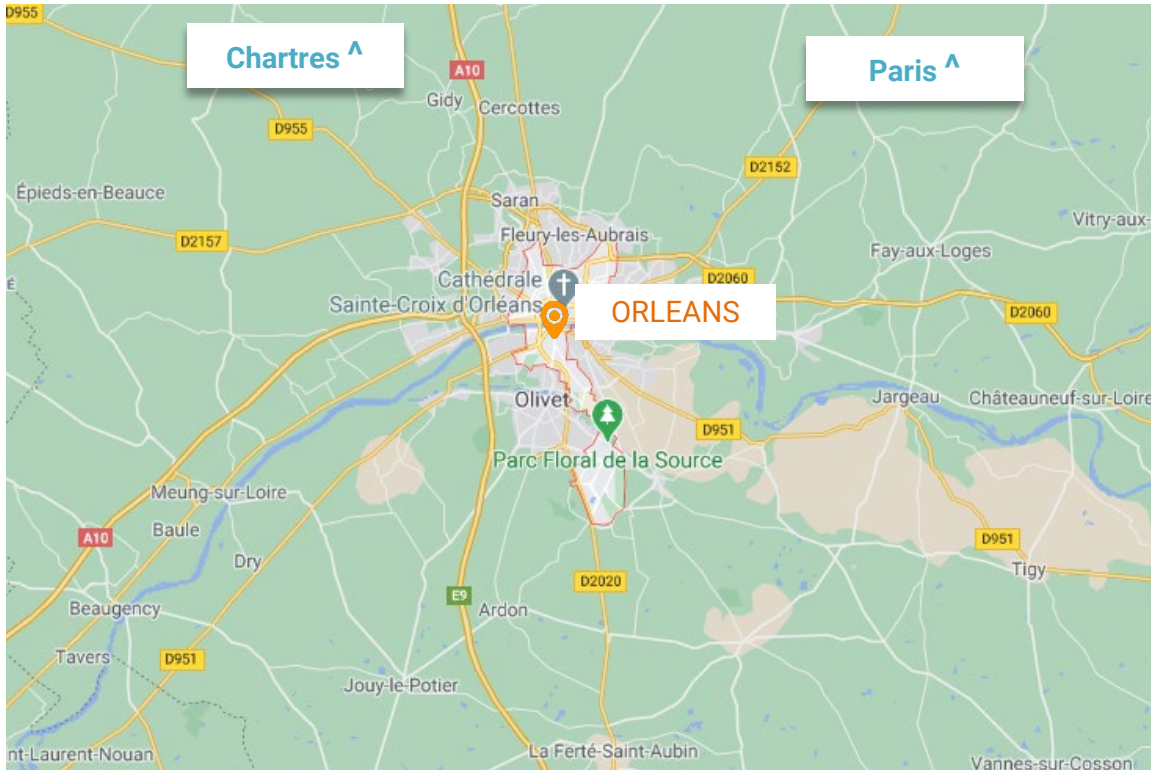 D955
Chartres ^
Paris ^
A10
Gidy
Cercottes
D955
D2152
Épieds-en-Beauce
Saran
Vitry-aux-
D2157
Fleury-les-Aubrais
Fay-aux-Loges
É
Cathédrale
Sainte-Croix d'Orléans
D2060
ORLEANS
D2060
Olivet
Jargeau
Châteauneuf-sur-Loire
D951
Parc Floral de la Source
Meung-sur-Loire
Baule
A10
D951
Dry
Tigy
D2020
E9
Beaugency
Ardon
Tavers
D951
Jouy-le-Potier
nt-Laurent-Nouan
La Ferté-Saint-Aubin
Vannes-sur-Cosson